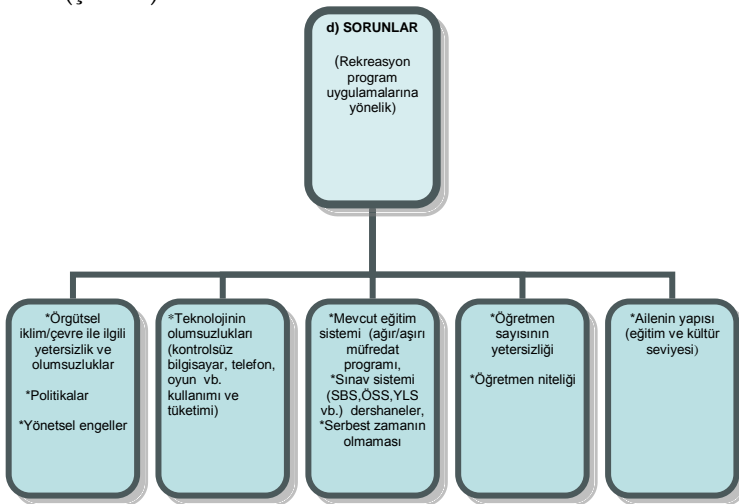 d) SORUNLAR
(Rekreasyon
program
uygulamalarına
yönelik)
*Örgütsel
iklim/çevre ile ilgili
yetersizlik ve
olumsuzluklar
*Politikalar
*Yönetsel engeller
*Teknolojinin
olumsuzlukları
(kontrolsüz
bilgisayar, telefon,
oyun vb.
kullanımı ve
tüketimi)
*Mevcut eğitim
sistemi (ağır/aşırı
müfredat
programı,
*Sınav sistemi
(SBS,ÖSS,YLS
vb.) dershaneler,
*Serbest zamanın
olmaması
*Öğretmen
sayısının
yetersizliği
*Öğretmen niteliği
*Ailenin yapısı
(eğitim ve kültür
seviyesi)